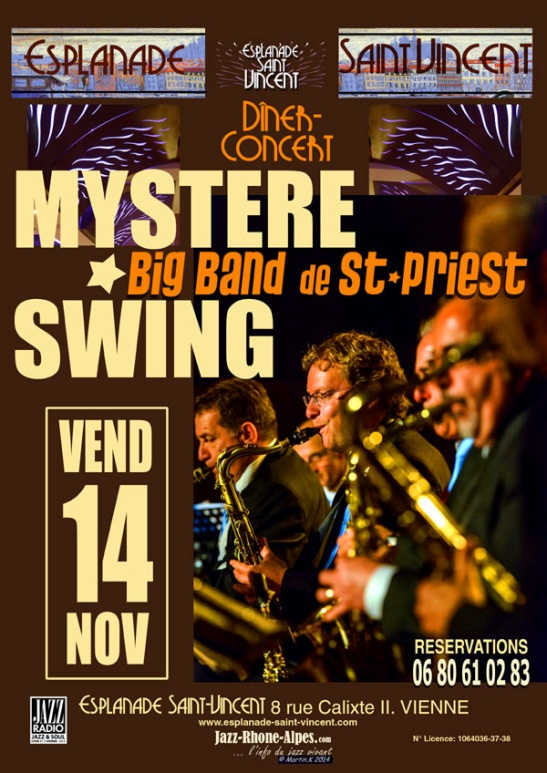 ESPLANADE
ESPLANADE
SAINT
VINCENT
SAINT VINCENT
DÎNER-
CONCERT
MYSTERE
BIG BAND de ST PRIEST
SWING
VEND
14
NOV
RESERVATIONS
06 80 61 02 83
ESPLANADE SAINT-VINCENT 8 rue Calixte II. VIENNE
www.esplanade-saint-vincent.com
JAZZ
RADIO
JAZZ & SOUL
Jazz-Rhone-Alpes.com
... l'info du jazz vivant
© Martin.K 2014
N° Licence: 1064036-37-38